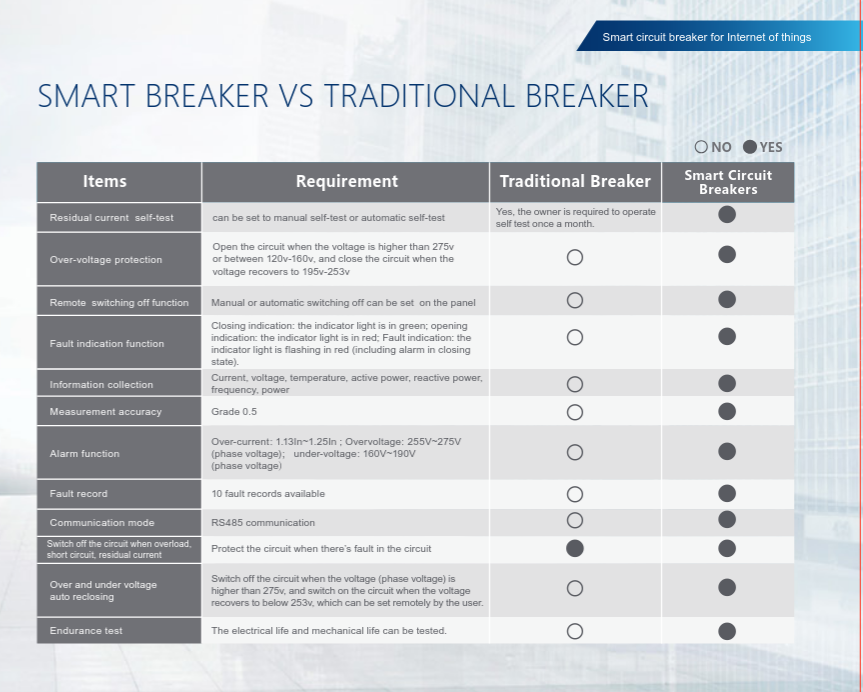 Smart circuit breaker for Internet of things
SMART BREAKER VS TRADITIONAL BREAKER
NO YES
Items Requirement Traditional Breaker Smart Circuit
Breakers
Residual current self-test can be set to manual self-test or automatic self-test Yes, the owner is required to operate
self test once a month.
Over-voltage protection
Open the circuit when the voltage is higher than 275v
or between 120v-160v, and close the circuit when the
voltage recovers to 195v-253v
Remote switching off function Manual or automatic switching off can be set on the panel
Fault indication function
Closing indication: the indicator light is in green; opening
indication: the indicator light is in red; Fault indication: the
indicator light is flashing in red (including alarm in closing
state).
Information collection
Current, voltage, temperature, active power, reactive power,
frequency, power
Measurement accuracy Grade 0.5
Alarm function
Over-current: 1.13In~1.25In ; Overvoltage: 255V~275V
(phase voltage); under-voltage: 160V~190V
(phase voltage)
Fault record 10 fault records available
Communication mode RS485 communication
Switch off the circuit when overload,
short circuit, residual current
Protect the circuit when there's fault in the circuit
Over and under voltage
auto reclosing
Switch off the circuit when the voltage (phase voltage) is
higher than 275v, and switch on the circuit when the voltage
recovers to below 253v, which can be set remotely by the user.
Endurance test The electrical life and mechanical life can be tested.